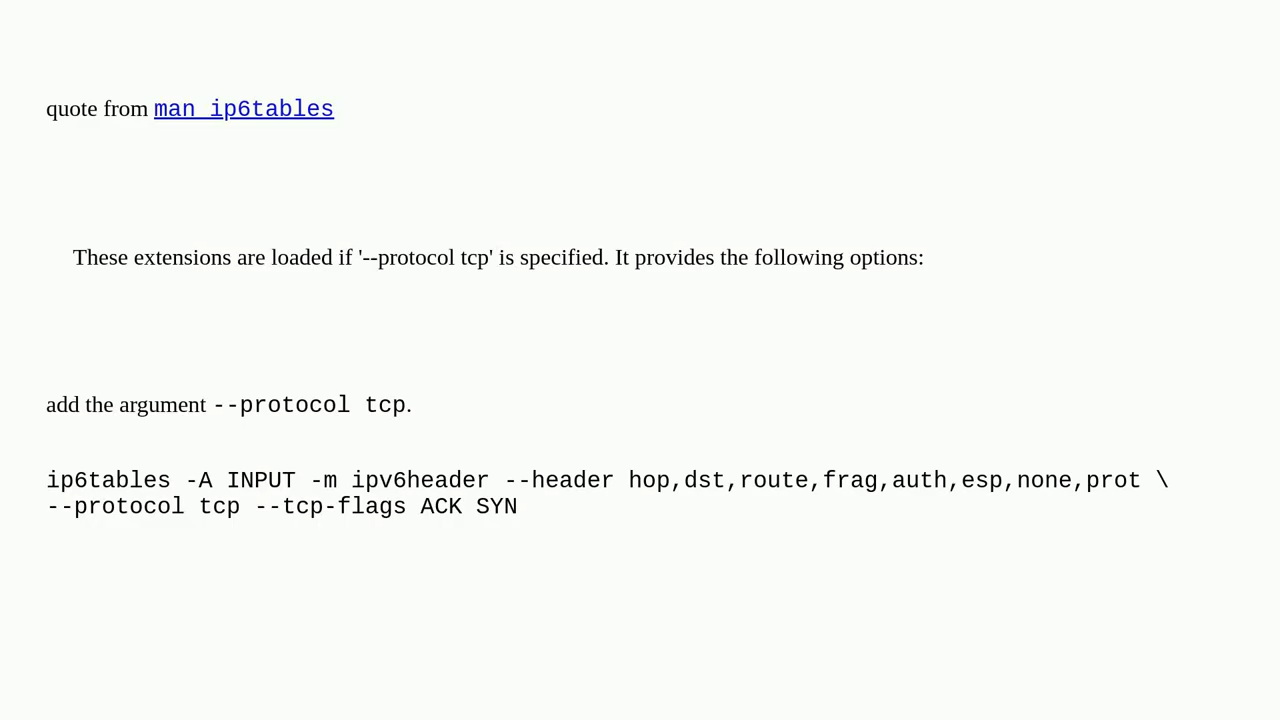 quote from man ip6tables
These extensions are loaded if '--protocol tcp' is specified. It provides the following options:
add the argument --protocol tcp.
ip6tables -A INPUT -m ipv6header --header hop,dst,route,frag,auth,esp,none,prot \
--protocol tcp --tcp-flags ACK SYN